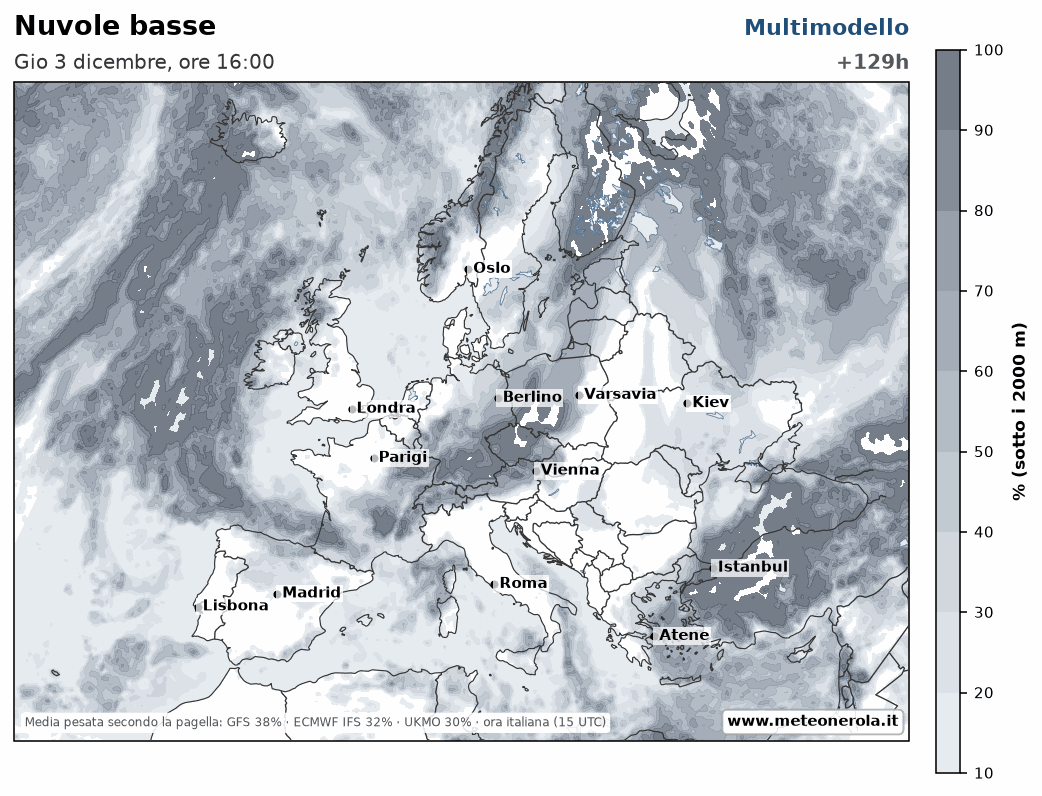 Nuvole basse
Multimodello
Gio 3 dicembre, ore 16:00
+129h
100
90
80
70
60
50
40
30
20
10
% (sotto i 2000 m)
Oslo
Berlino
Varsavia
Kiev
Londra
Parigi
Vienna
Istanbul
Roma
Madrid
Lisbona
Atene
Media pesata secondo la pagella: GFS 38% · ECMWF IFS 32% · UKMO 30% · ora italiana (15 UTC)
www.meteonerola.it